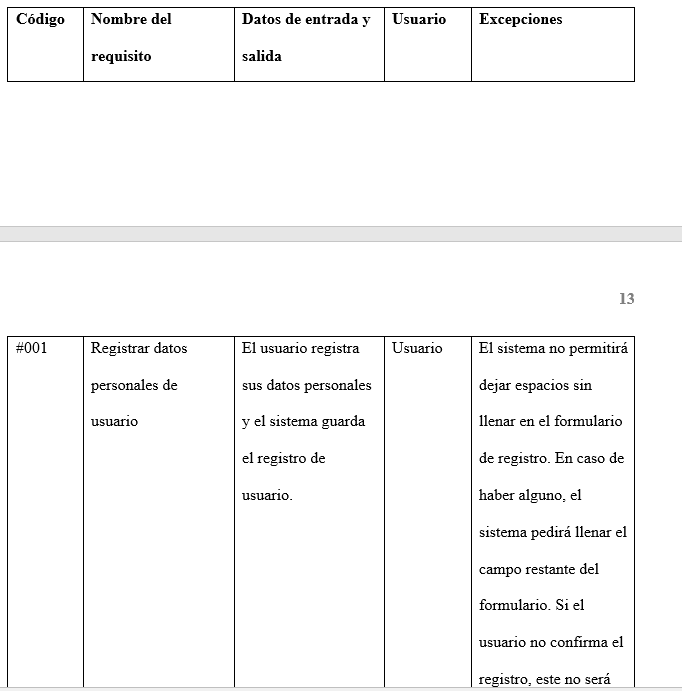 Código Nombre del Datos de entrada y Usuario Excepciones
requisito salida
13
#001 Registrar datos El usuario registra Usuario El sistema no permitirá
personales de sus datos personales dejar espacios sin
usuario y el sistema guarda llenar en el formulario
el registro de de registro. En caso de
usuario. haber alguno, el
sistema pedirá llenar el
campo restante del
formulario. Si el
usuario no confirma el
registro, este no será